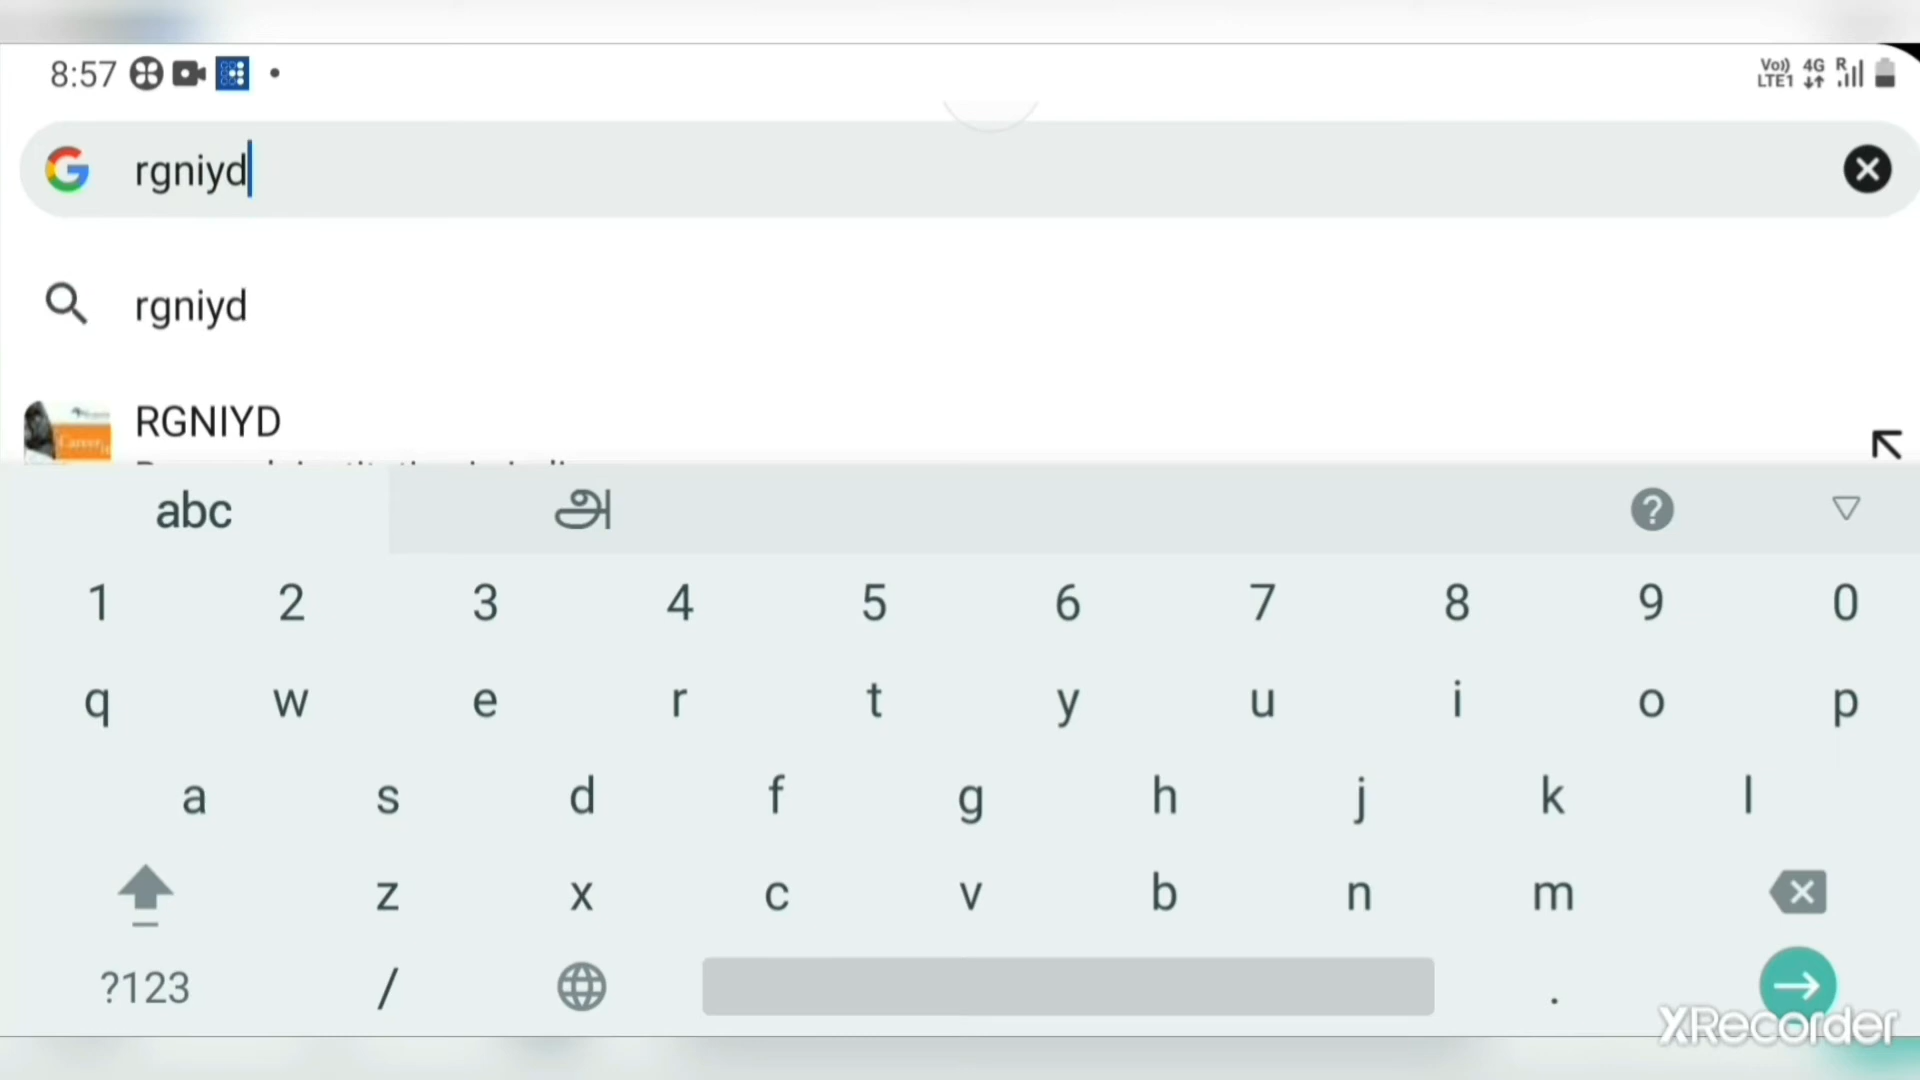 8:57
Vo)) LTE1 4G R
rgniyd
rgniyd
RGNIYD
abc அ ?
1 2 3 4 5 6 7 8 9 0
q w e r t y u i o p
a s d f g h j k l
z x c v b n m
?123 / .
XRecorder